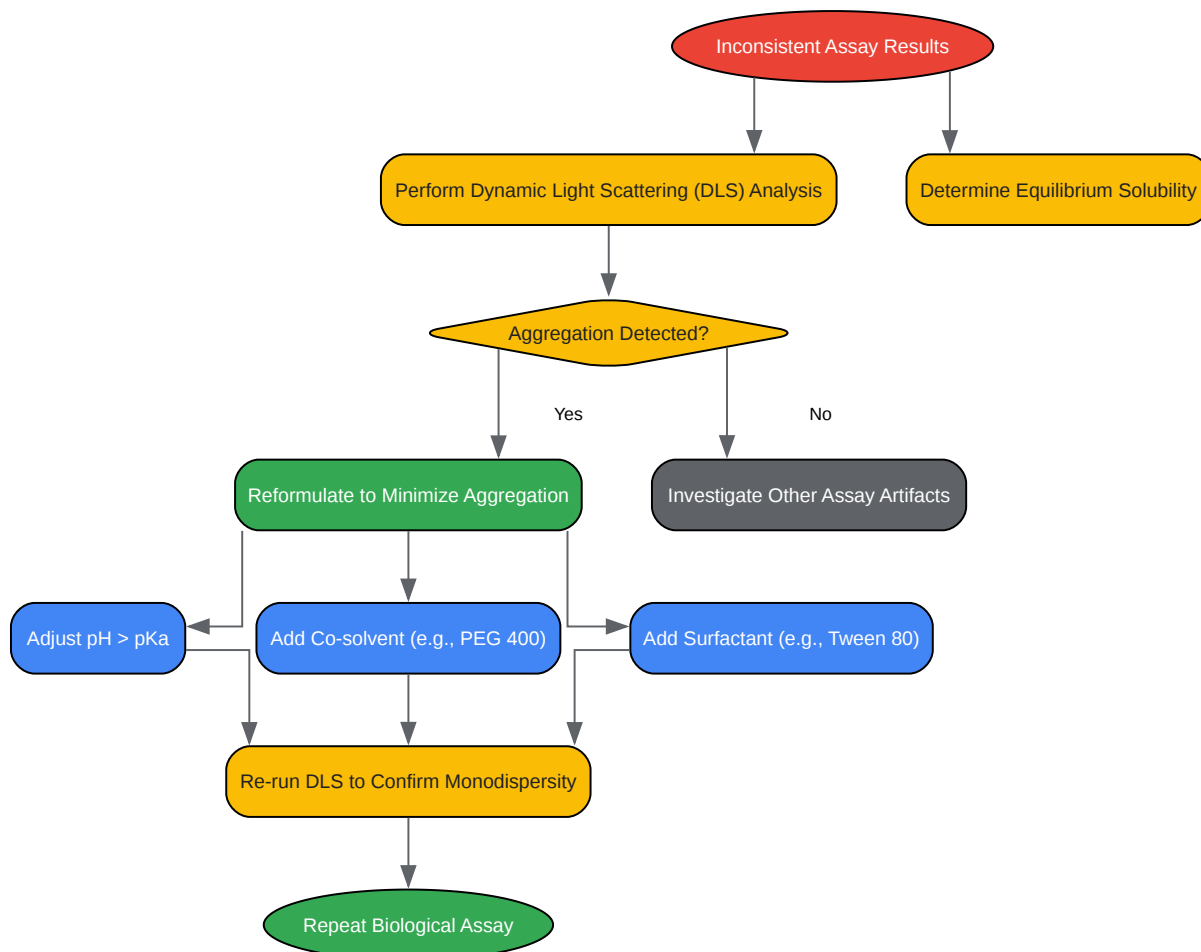 Inconsistent Assay Results
Perform Dynamic Light Scattering (DLS) Analysis
Determine Equilibrium Solubility
Aggregation Detected?
Yes
No
Reformulate to Minimize Aggregation
Investigate Other Assay Artifacts
Adjust pH > pKa
Add Co-solvent (e.g., PEG 400)
Add Surfactant (e.g., Tween 80)
Re-run DLS to Confirm Monodispersity
Repeat Biological Assay